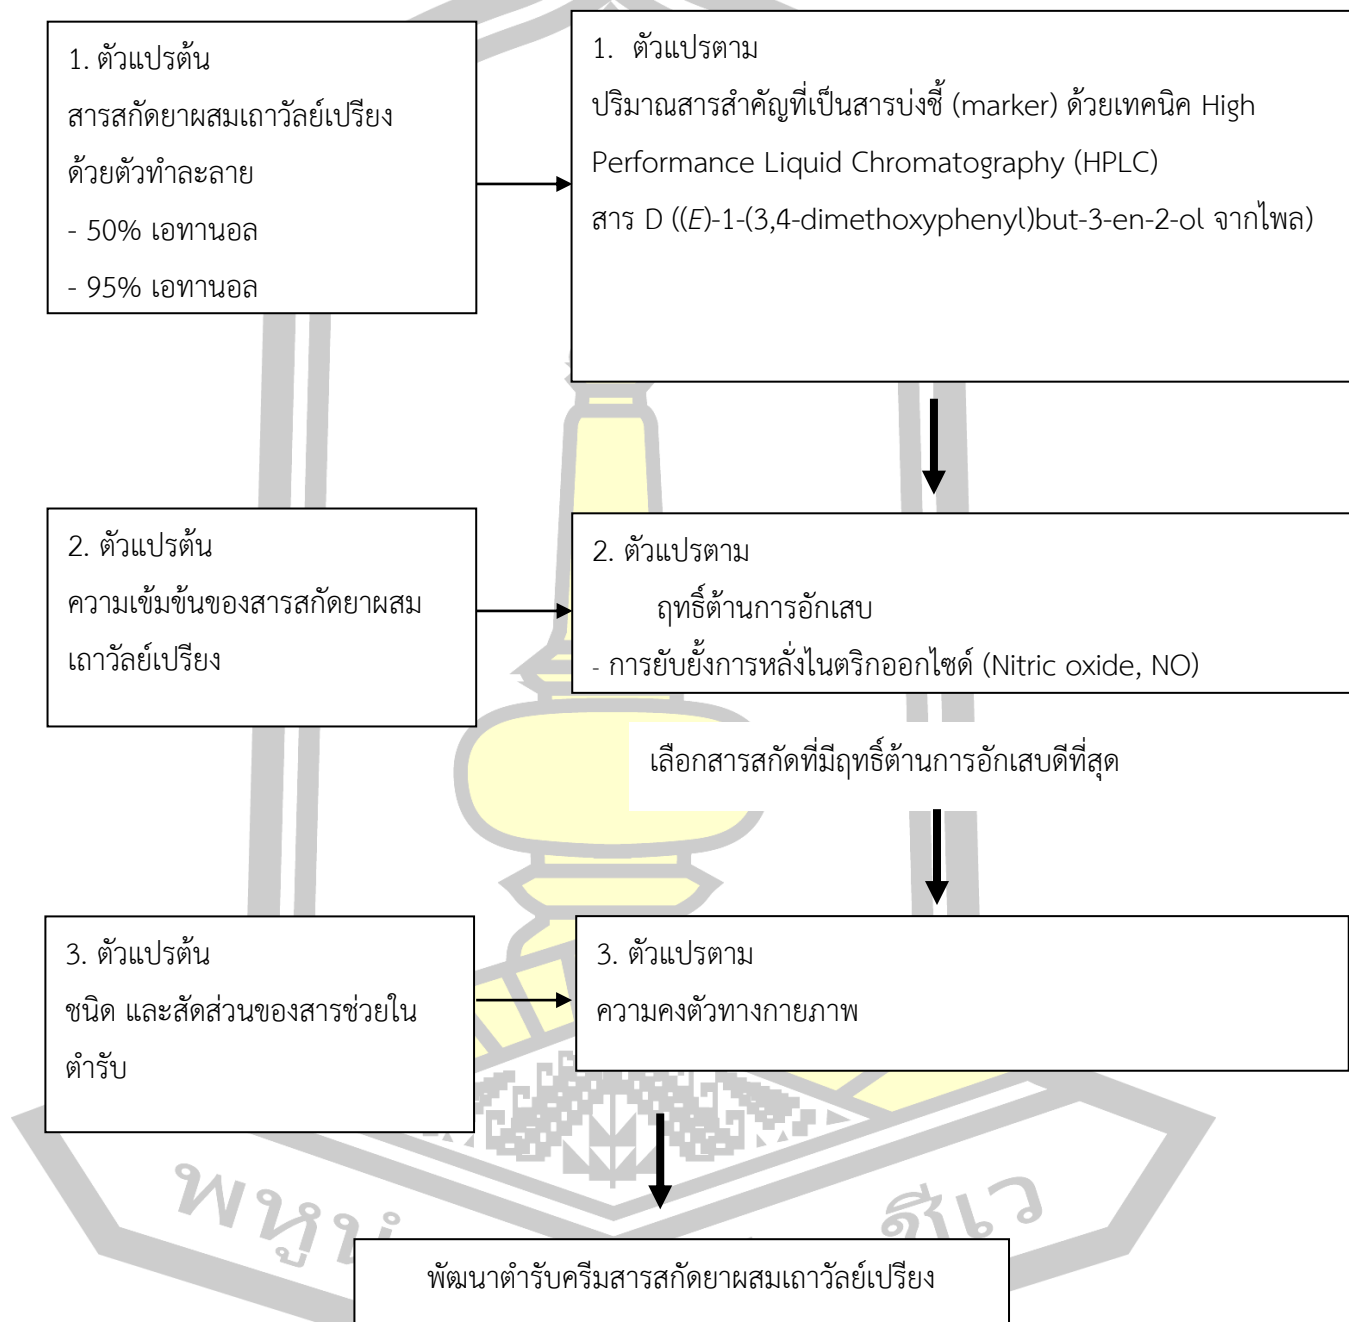 1. ตัวแปรต้น
สารสกัดยาผสมเถาวัลย์เปรียง
ด้วยตัวทำละลาย
- 50% เอทานอล
- 95% เอทานอล
1. ตัวแปรตาม
ปริมาณสารสำคัญที่เป็นสารบ่งชี้ (marker) ด้วยเทคนิค High
Performance Liquid Chromatography (HPLC)
สาร D ((E)-1-(3,4-dimethoxyphenyl)but-3-en-2-ol จากไพล)
2. ตัวแปรต้น
ความเข้มข้นของสารสกัดยาผสม
เถาวัลย์เปรียง
2. ตัวแปรตาม
ฤทธิ์ต้านการอักเสบ
- การยับยั้งการหลั่งไนตริกออกไซด์ (Nitric oxide, NO)
เลือกสารสกัดที่มีฤทธิ์ต้านการอักเสบดีที่สุด
3. ตัวแปรต้น
ชนิด และสัดส่วนของสารช่วยใน
ตำรับ
3. ตัวแปรตาม
ความคงตัวทางกายภาพ
พหูนํ ชีเว
พัฒนาตำรับครีมสารสกัดยาผสมเถาวัลย์เปรียง